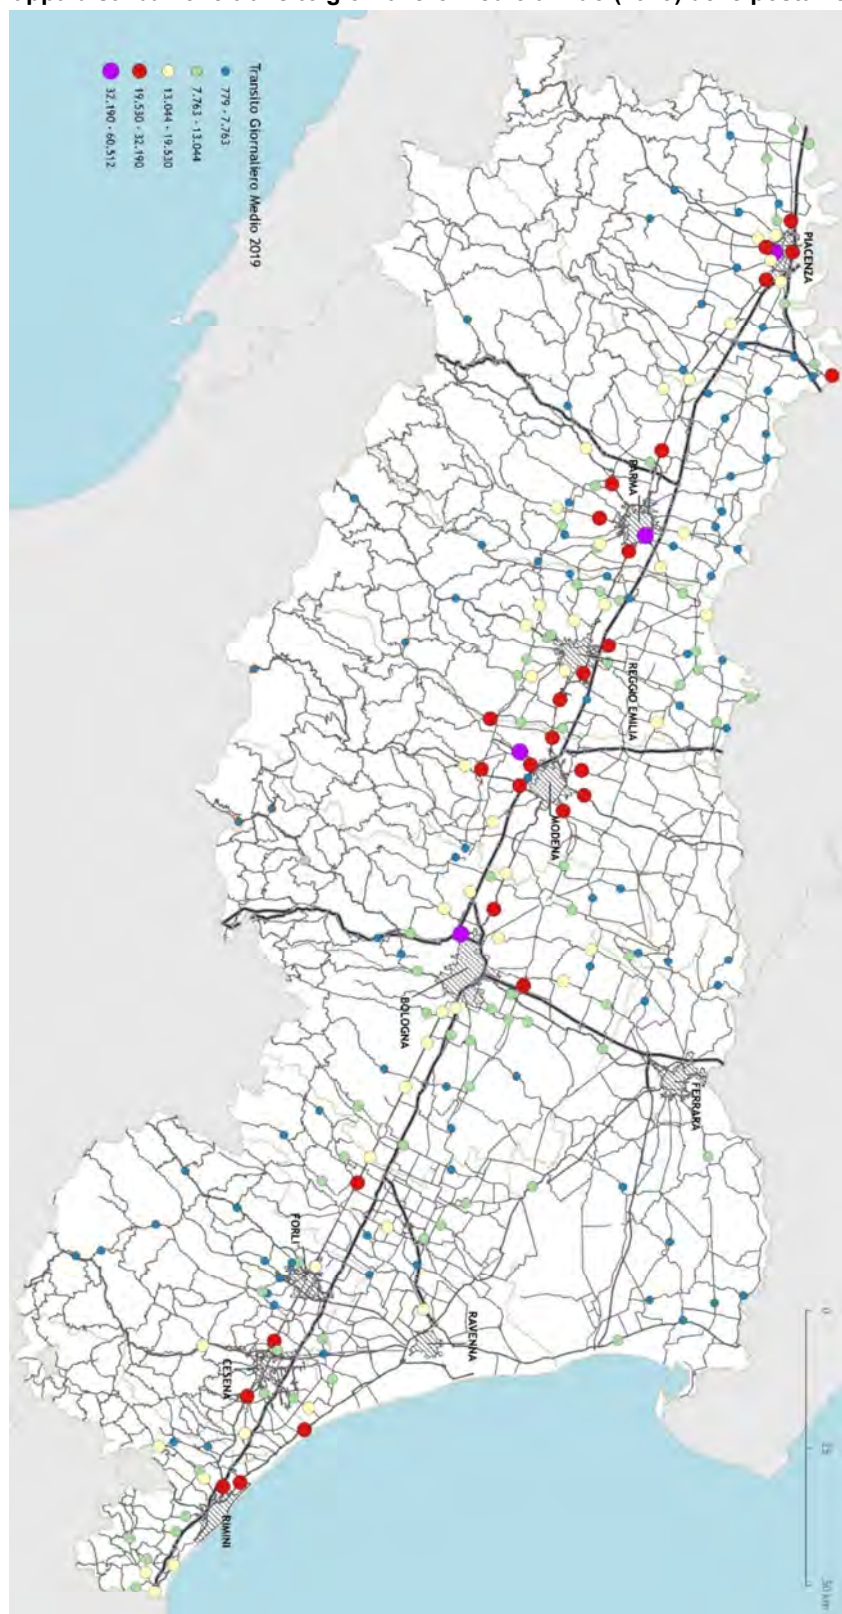 Transito Giornaliero Medio 2019
779 - 7.763
7.763 - 13.044
13.044 - 19.530
19.530 - 32.190
32.190 - 60.512
PIACENZA
PARMA
REGGIO EMILIA
MODENA
BOLOGNA
FERRARA
FORLI
RAVENNA
CESENA
RIMINI
0
25
50 km